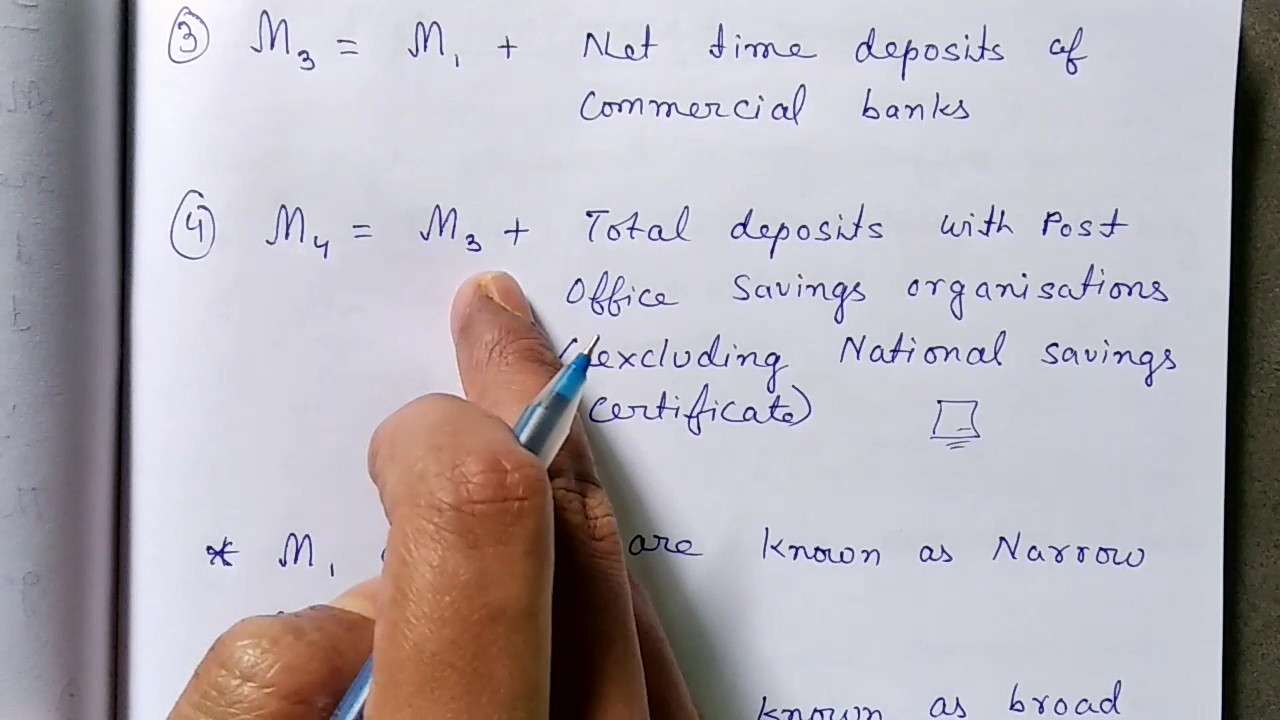 ③ M₃ = M₁ + Net time deposits of
Commercial banks
④ M₄ = M₃ + Total deposits with Post
Office Savings organisations
(excluding National savings
certificate)
* M₁ are known as Narrow
known as broad